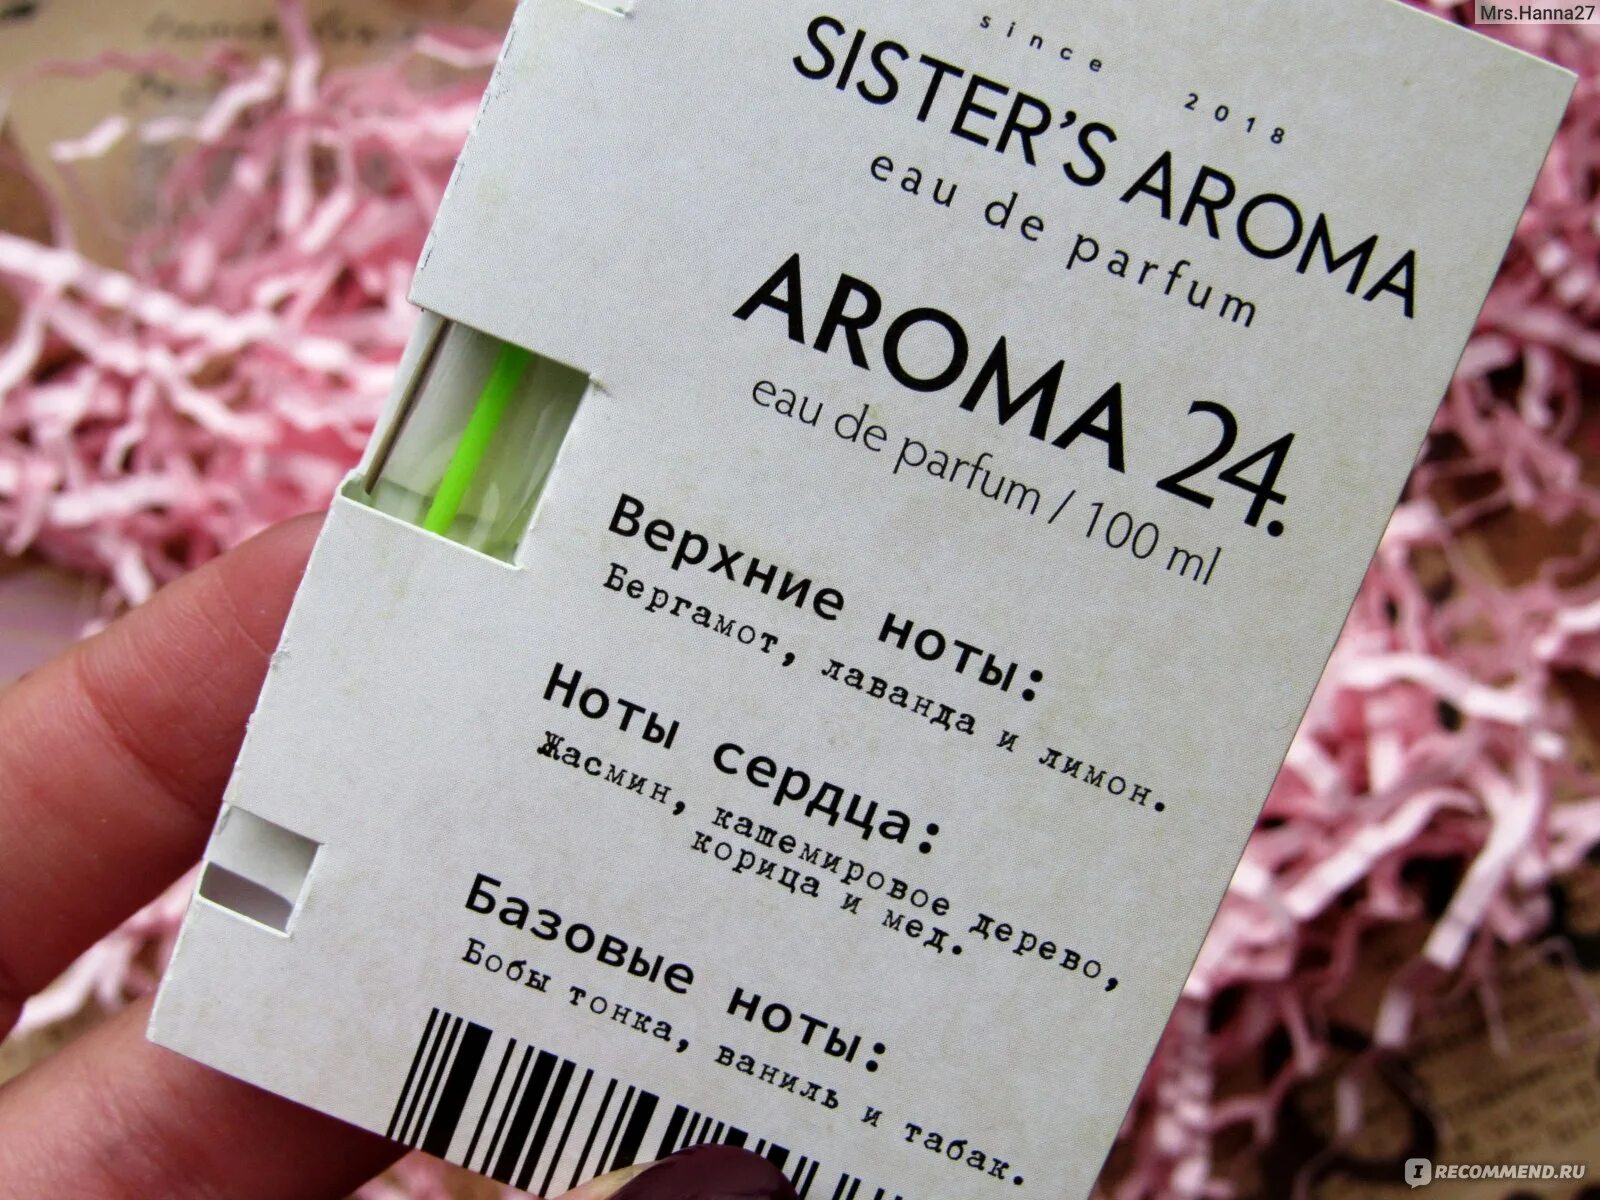 Mrs.Hanna27
since 2018
SISTER'S AROMA
eau de parfum
AROMA 24.
eau de parfum / 100 ml
Верхние ноты:
Бергамот, лаванда и лимон.
Ноты сердца:
Жасмин, кашемировое дерево,
корица и мед.
Базовые ноты:
Бобы тонка, ваниль и табак.
IRECOMMEND.RU